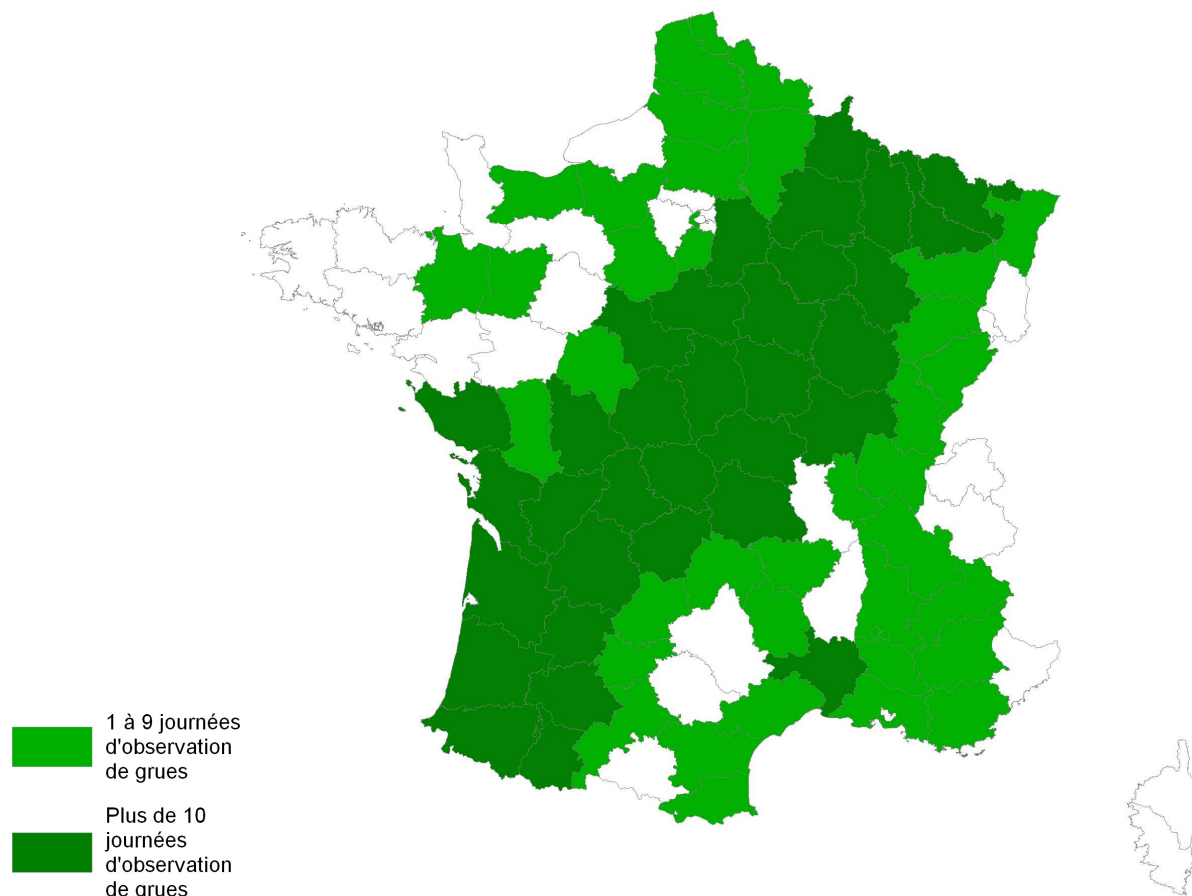 1 à 9 journées
d'observation
de grues
Plus de 10
journées
d'observation
de grues